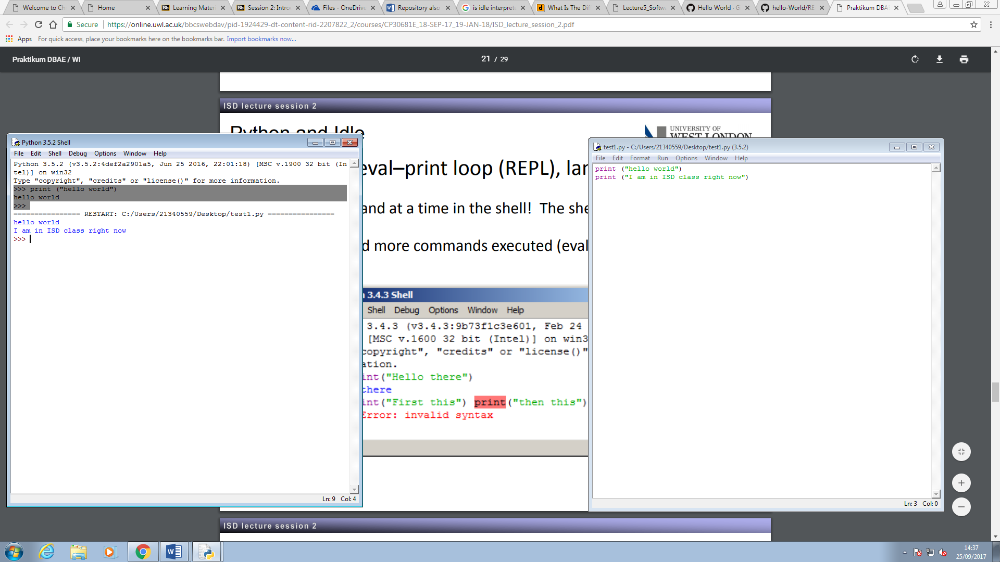 Welcome to Ch
Home
Learning Mater
Session 2: Intro
Files - OneDrive
Repository also
is idle interprete
What Is The Dif
Lecture5_Softw
Hello World · G
hello-World/RE
Praktikum DBA
Secure
https://online.uwl.ac.uk/bbcswebdav/pid-1924429-dt-content-rid-2207822_2/courses/CP30681E_18-SEP-17_19-JAN-18/ISD_lecture_session_2.pdf
Apps For quick access, place your bookmarks here on the bookmarks bar. Import bookmarks now...
Praktikum DBAE / WI
21 / 29
ISD lecture session 2
Python and Idle
UNIVERSITY OF
WEST LONDON
eval–print loop (REPL), lan
and at a time in the shell! The she
d more commands executed (eval
3.4.3 Shell
Shell Debug Options Window Help
3.4.3 (v3.4.3:9b73f1c3e601, Feb 24
[MSC v.1600 32 bit (Intel)] on win3
copyright", "credits" or "license()"
ation.
int("Hello there")
there
int("First this") print("then this")
Error: invalid syntax
ISD lecture session 2
Python 3.5.2 Shell
File Edit Shell Debug Options Window Help
Python 3.5.2 (v3.5.2:4def2a2901a5, Jun 25 2016, 22:01:18) [MSC v.1900 32 bit (In
tel)] on win32
Type "copyright", "credits" or "license()" for more information.
>>> print ("hello world")
hello world
>>>
================ RESTART: C:/Users/21340559/Desktop/test1.py ================
hello world
I am in ISD class right now
>>>
Ln: 9 Col: 4
test1.py - C:/Users/21340559/Desktop/test1.py (3.5.2)
File Edit Format Run Options Window Help
print ("hello world")
print ("I am in ISD class right now")
Ln: 3 Col: 0
14:37
25/09/2017